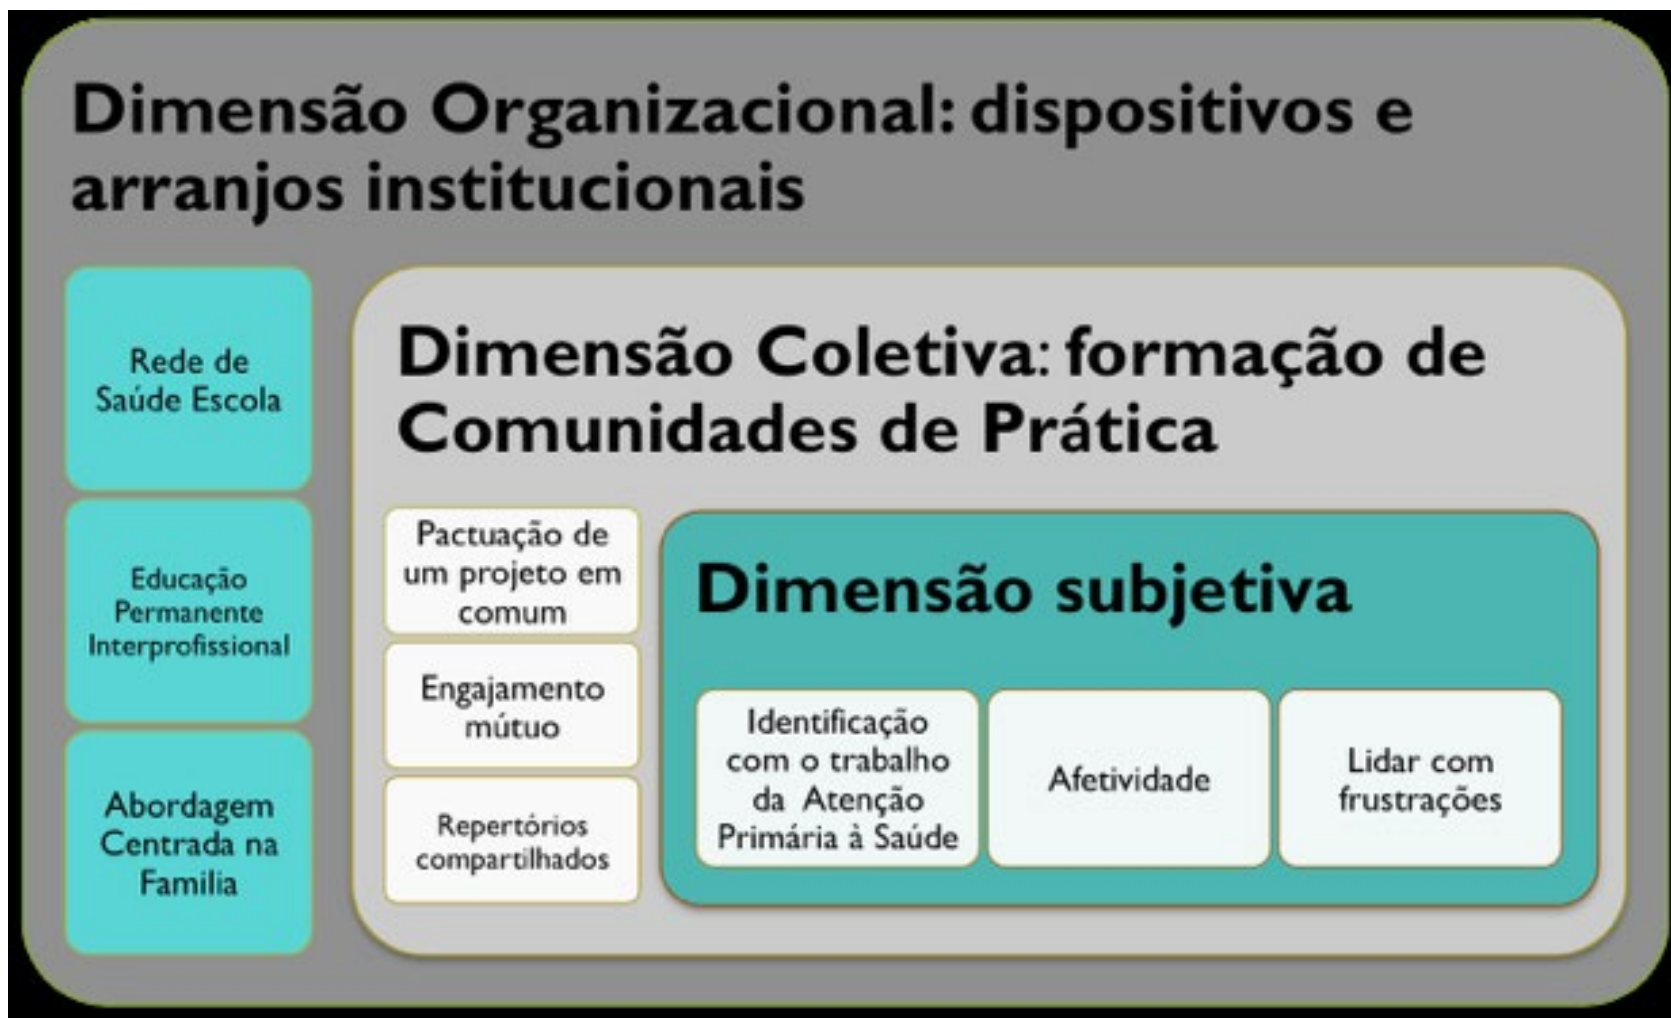 Dimensão Organizacional: dispositivos e
arranjos institucionais
Rede de
Saúde Escola
Educação
Permanente
Interprofissional
Abordagem
Centrada na
Familia
Dimensão Coletiva: formação de
Comunidades de Prática
Pactuação de
um projeto em
comum
Engajamento
mútuo
Repertórios
compartilhados
Dimensão subjetiva
Identificação
com o trabalho
da Atenção
Primária à Saúde
Afetividade
Lidar com
frustrações